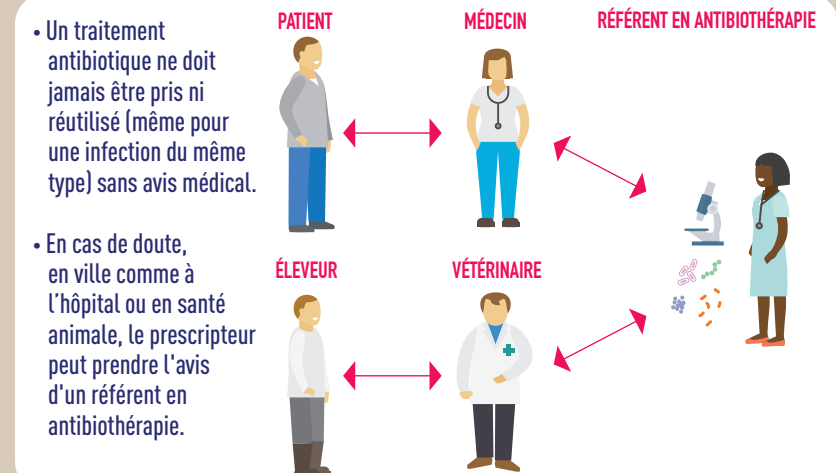 • Un traitement
antibiotique ne doit
jamais être pris ni
réutilisé (même pour
une infection du même
type) sans avis médical.
• En cas de doute,
en ville comme à
l'hôpital ou en santé
animale, le prescripteur
peut prendre l'avis
d'un référent en
antibiothérapie.
PATIENT
MÉDECIN
RÉFÉRENT EN ANTIBIOTHÉRAPIE
ÉLEVEUR
VÉTÉRINAIRE